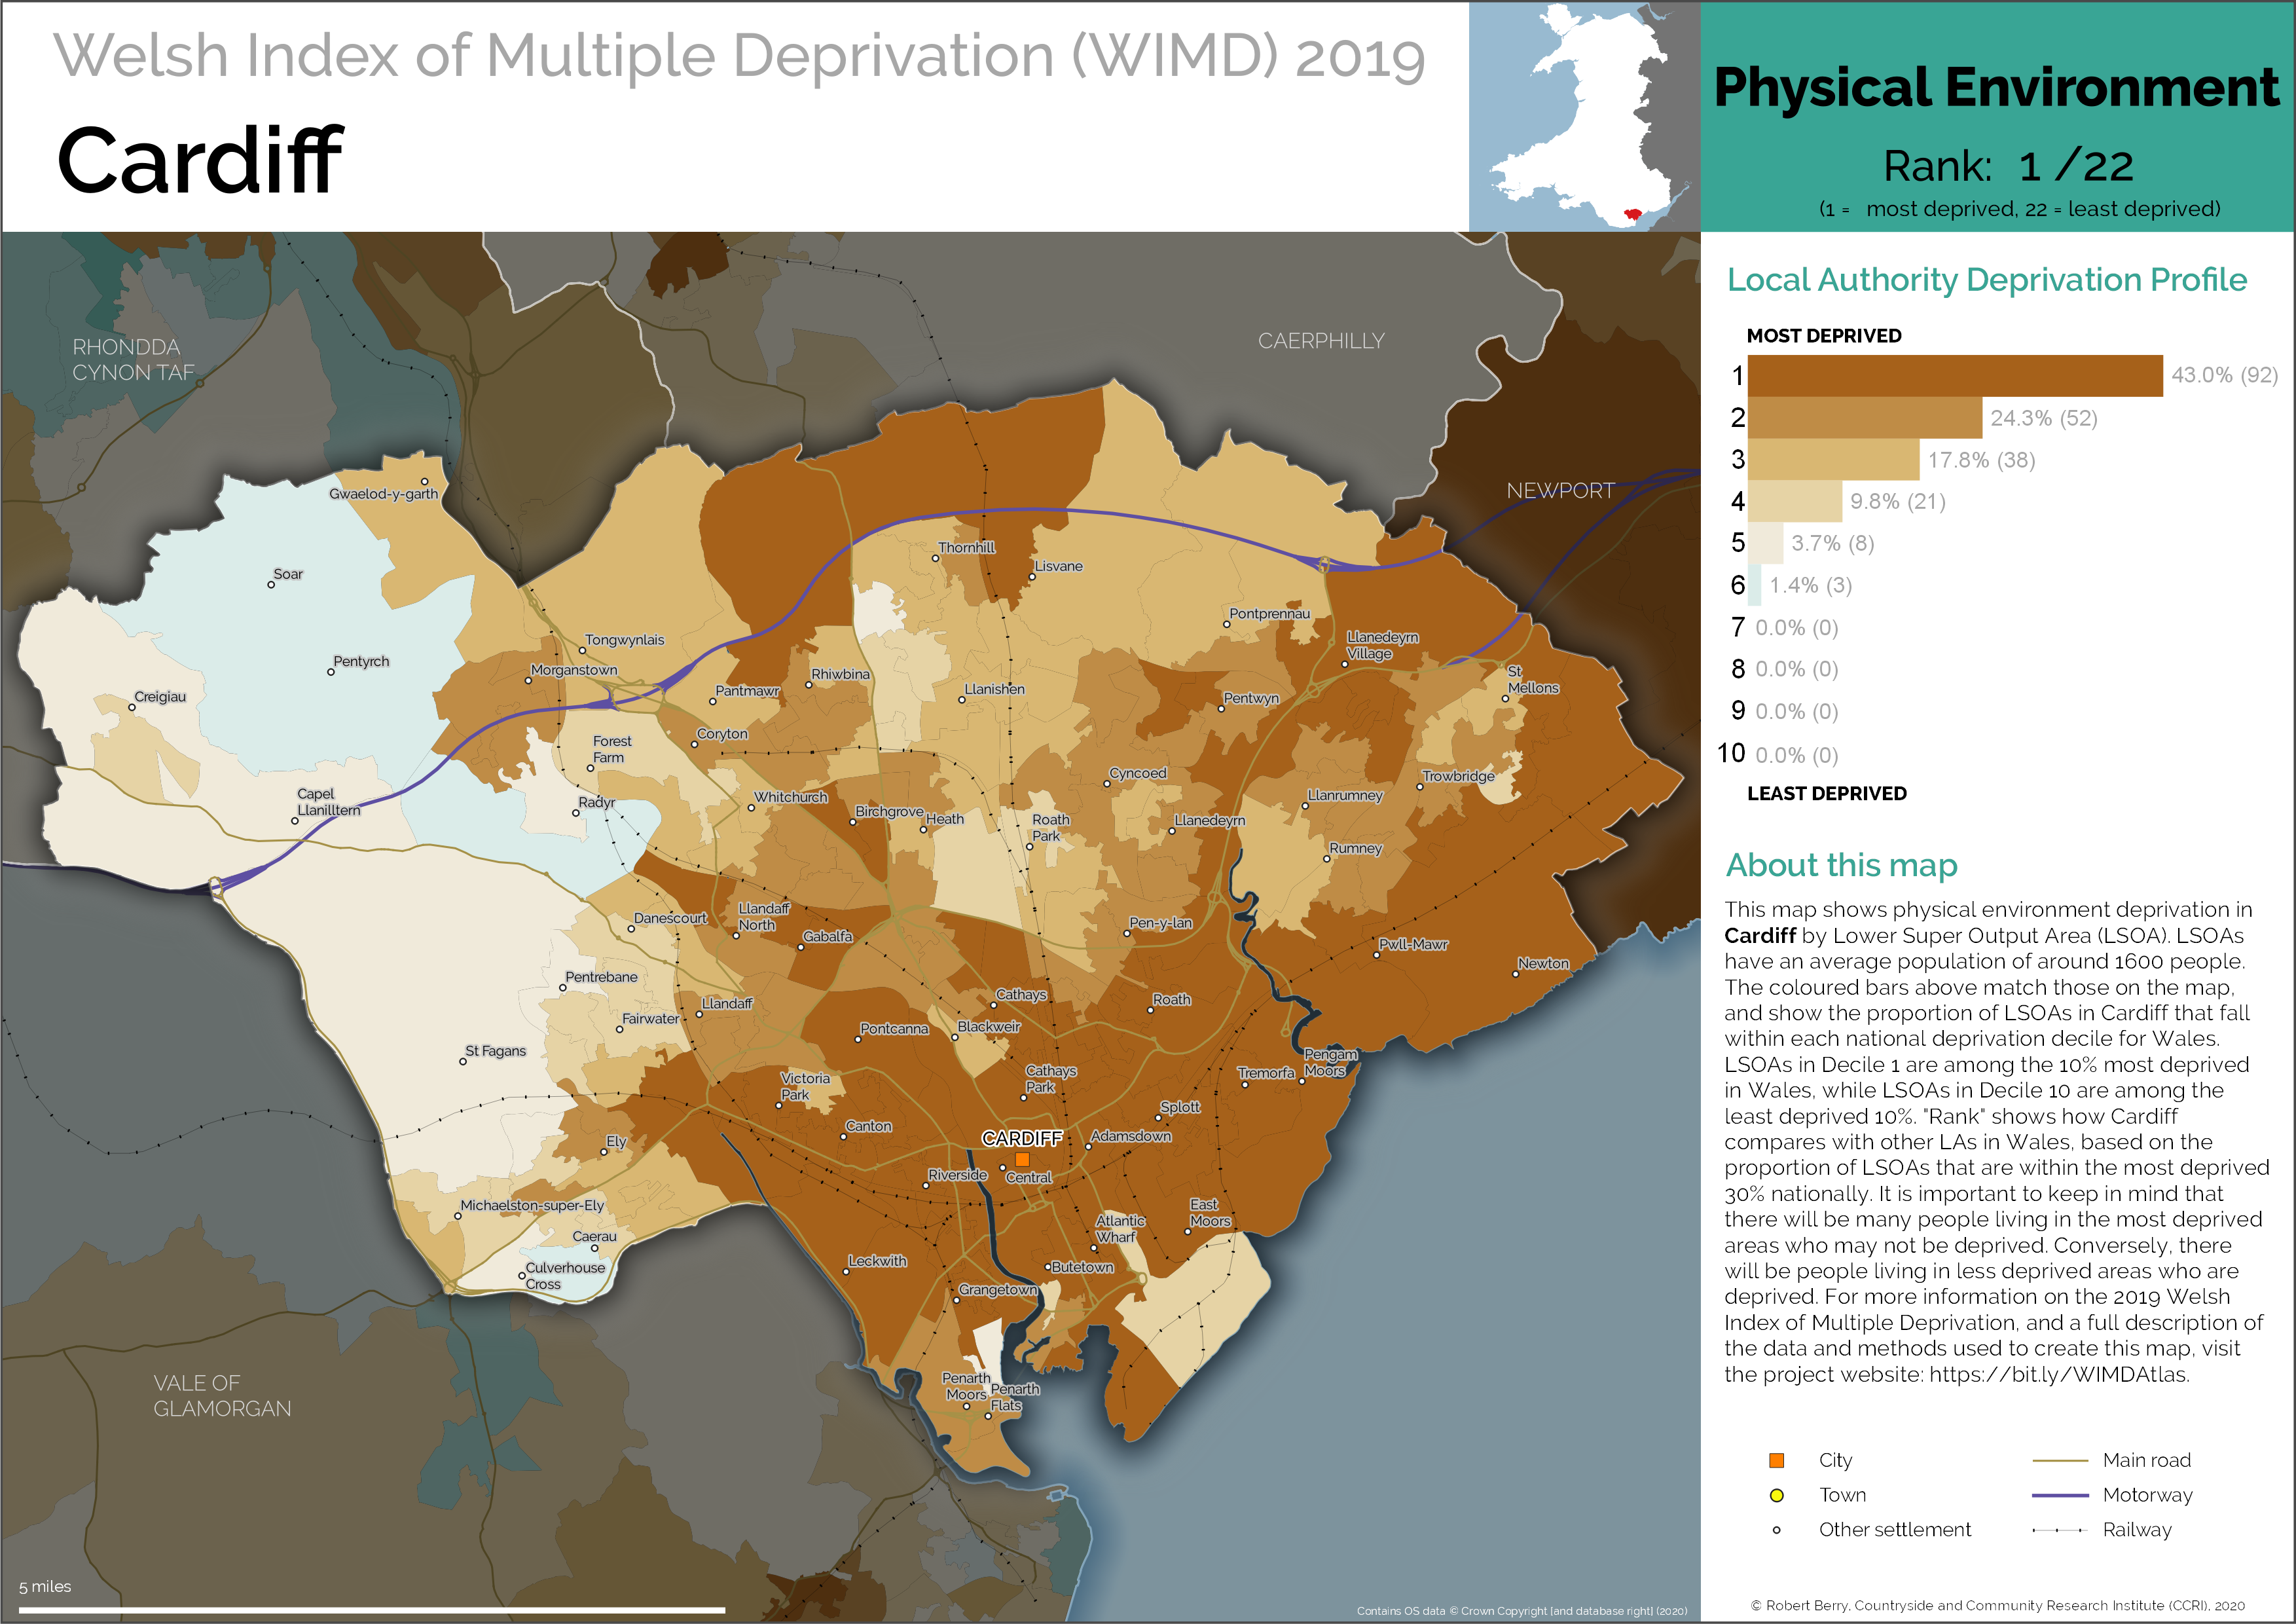 Welsh Index of Multiple Deprivation (WIMD) 2019
Cardiff
Physical Environment
Rank: 1 /22
(1 = most deprived, 22 = least deprived)
Local Authority Deprivation Profile
MOST DEPRIVED
1 43.0% (92)
2 24.3% (52)
3 17.8% (38)
4 9.8% (21)
5 3.7% (8)
6 1.4% (3)
7 0.0% (0)
8 0.0% (0)
9 0.0% (0)
10 0.0% (0)
LEAST DEPRIVED
About this map
This map shows physical environment deprivation in
Cardiff by Lower Super Output Area (LSOA). LSOAs
have an average population of around 1600 people.
The coloured bars above match those on the map,
and show the proportion of LSOAs in Cardiff that fall
within each national deprivation decile for Wales.
LSOAs in Decile 1 are among the 10% most deprived
in Wales, while LSOAs in Decile 10 are among the
least deprived 10%. "Rank" shows how Cardiff
compares with other LAs in Wales, based on the
proportion of LSOAs that are within the most deprived
30% nationally. It is important to keep in mind that
there will be many people living in the most deprived
areas who may not be deprived. Conversely, there
will be people living in less deprived areas who are
deprived. For more information on the 2019 Welsh
Index of Multiple Deprivation, and a full description of
the data and methods used to create this map, visit
the project website: https://bit.ly/WIMDAtlas.
City
Main road
Town
Motorway
Other settlement
Railway
© Robert Berry, Countryside and Community Research Institute (CCRI), 2020
RHONDDA
CYNON TAF
CAERPHILLY
NEWPORT
Gwaelod-y-garth
Thornhill
Lisvane
Soar
Pontprennau
Tongwynlais
Llanedeyrn
Village
Pentyrch
Morganstown
Rhiwbina
St
Mellons
Creigiau
Pantmawr
Llanishen
Pentwyn
Coryton
Forest
Farm
Cyncoed
Trowbridge
Capel
Llanilltern
Radyr
Whitchurch
Llanrumney
Birchgrove
Heath
Roath
Park
Llanedeyrn
Rumney
Danescourt
Llandaff
North
Gabalfa
Pen-y-lan
Pwll-Mawr
Newton
Pentrebane
Llandaff
Cathays
Roath
Fairwater
Pontcanna
Blackweir
St Fagans
Pengam
Moors
Victoria
Park
Cathays
Park
Tremorfa
Splott
Canton
Ely
CARDIFF
Adamsdown
Riverside
Central
Michaelston-super-Ely
Atlantic
Wharf
East
Moors
Caerau
Leckwith
Culverhouse
Cross
Butetown
Grangetown
VALE OF
GLAMORGAN
Penarth
Moors
Penarth
Flats
5 miles
Contains OS data © Crown Copyright [and database right] (2020)